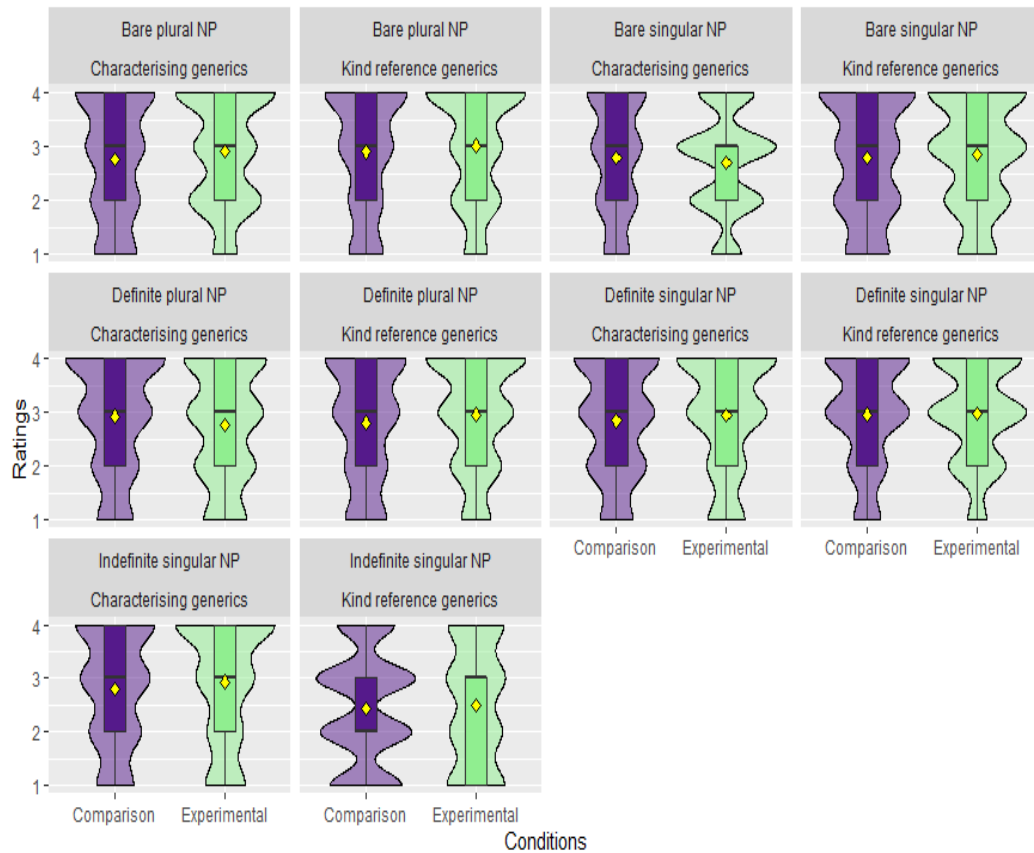 Bare plural NP
Characterising generics
Bare plural NP
Kind reference generics
Bare singular NP
Characterising generics
Bare singular NP
Kind reference generics
4
3
2
1
Definite plural NP
Characterising generics
Definite plural NP
Kind reference generics
Definite singular NP
Characterising generics
Definite singular NP
Kind reference generics
4
3
2
1
Ratings
Comparison Experimental
Comparison Experimental
Indefinite singular NP
Characterising generics
Indefinite singular NP
Kind reference generics
4
3
2
1
Comparison Experimental
Comparison Experimental
Conditions